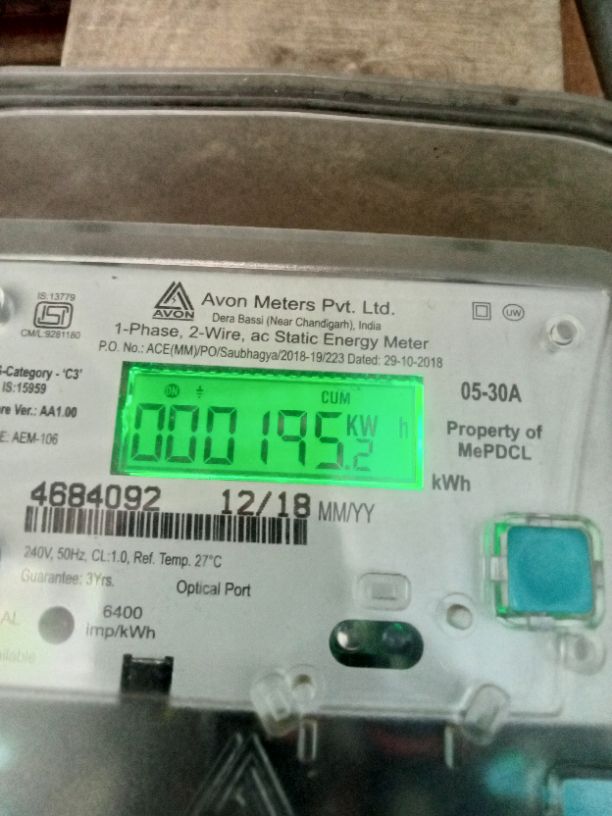 IS:13779
CM/L:9281180
AVON
Avon Meters Pvt. Ltd.
Dera Bassi (Near Chandigarh), India
1-Phase, 2-Wire, ac Static Energy Meter
P.O. No.: ACE(MM)/PO/Saubhagya/2018-19/223 Dated: 29-10-2018
UW
-Category - 'C3'
IS:15959
re Ver.: AA1.00
E: AEM-106
CUM
000195.2 KW h
05-30A
Property of
MePDCL
kWh
4684092 12/18 MM/YY
240V, 50Hz, CL:1.0, Ref. Temp. 27°C
Guarantee: 3Yrs.
Optical Port
AL
6400
imp/kWh